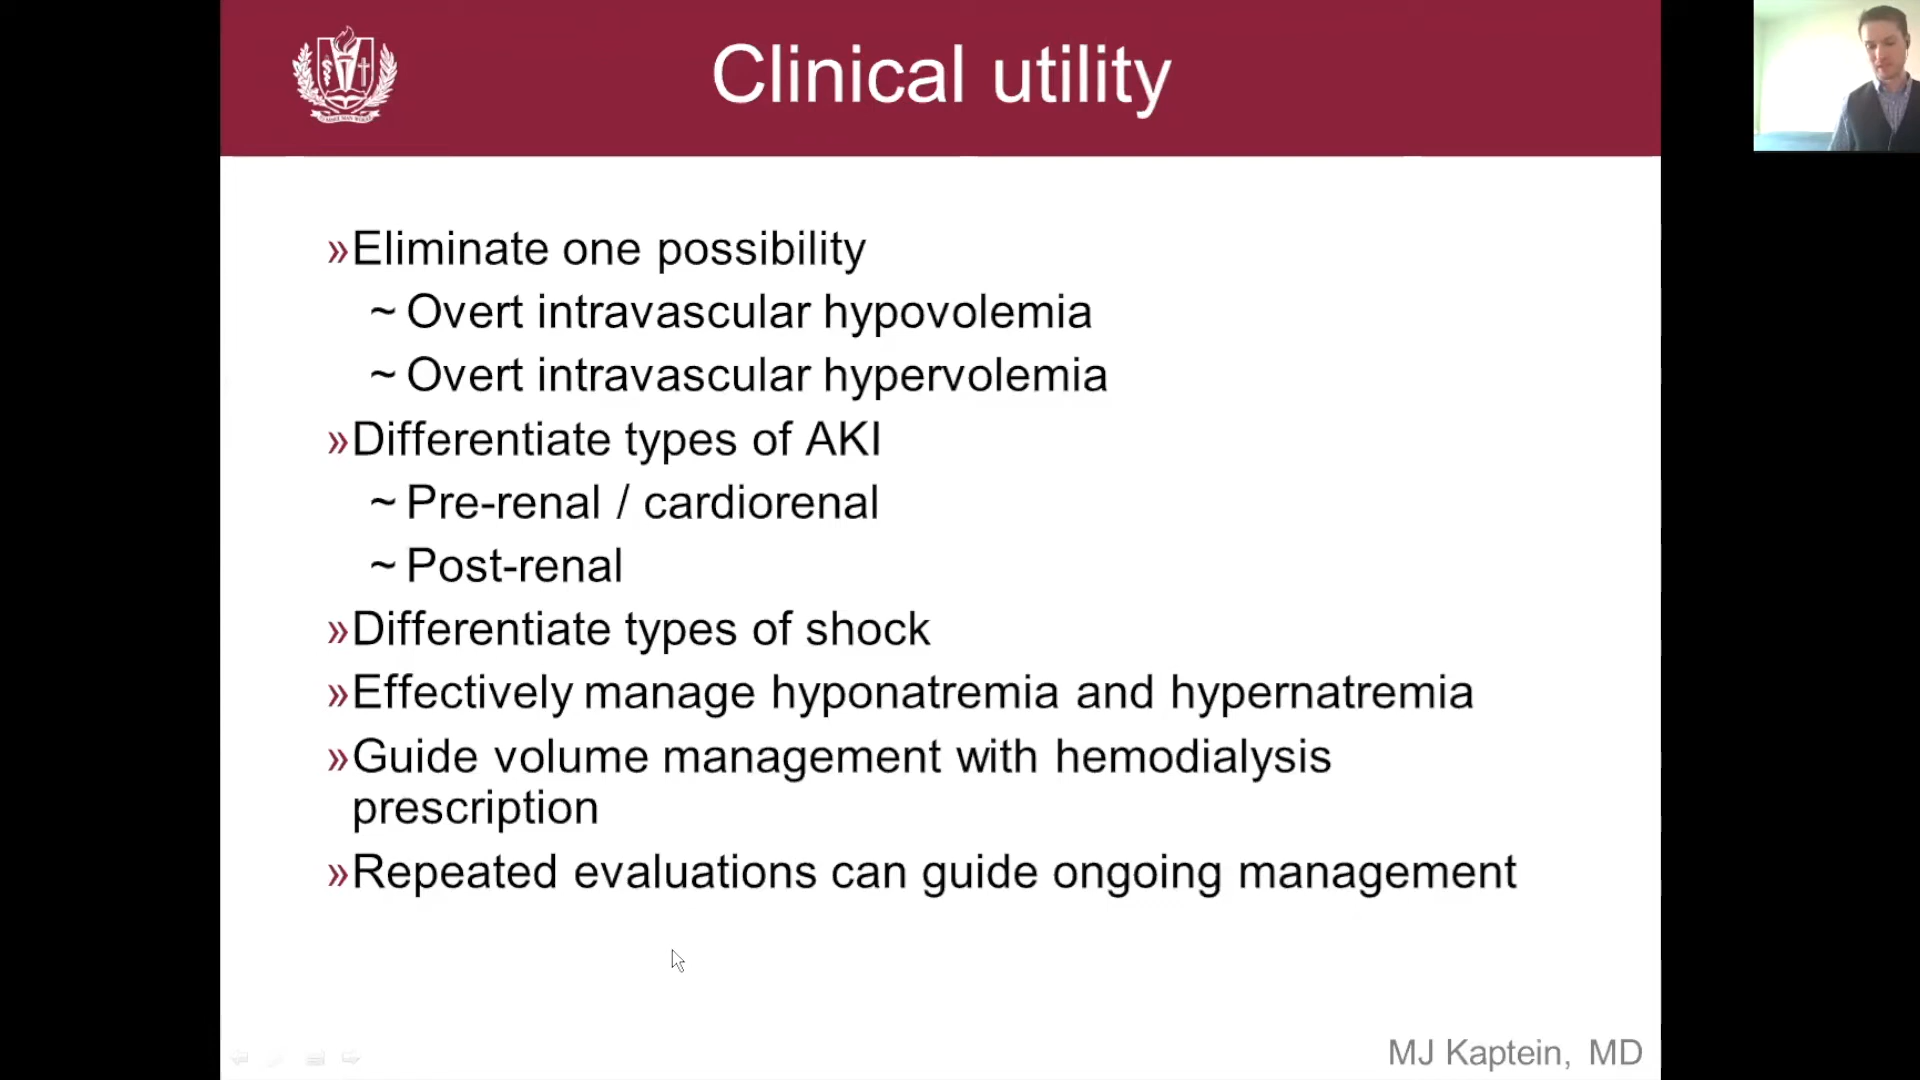 Clinical utility
»Eliminate one possibility
~ Overt intravascular hypovolemia
~ Overt intravascular hypervolemia
»Differentiate types of AKI
~ Pre-renal / cardiorenal
~ Post-renal
»Differentiate types of shock
»Effectively manage hyponatremia and hypernatremia
»Guide volume management with hemodialysis
prescription
»Repeated evaluations can guide ongoing management
MJ Kaptein, MD